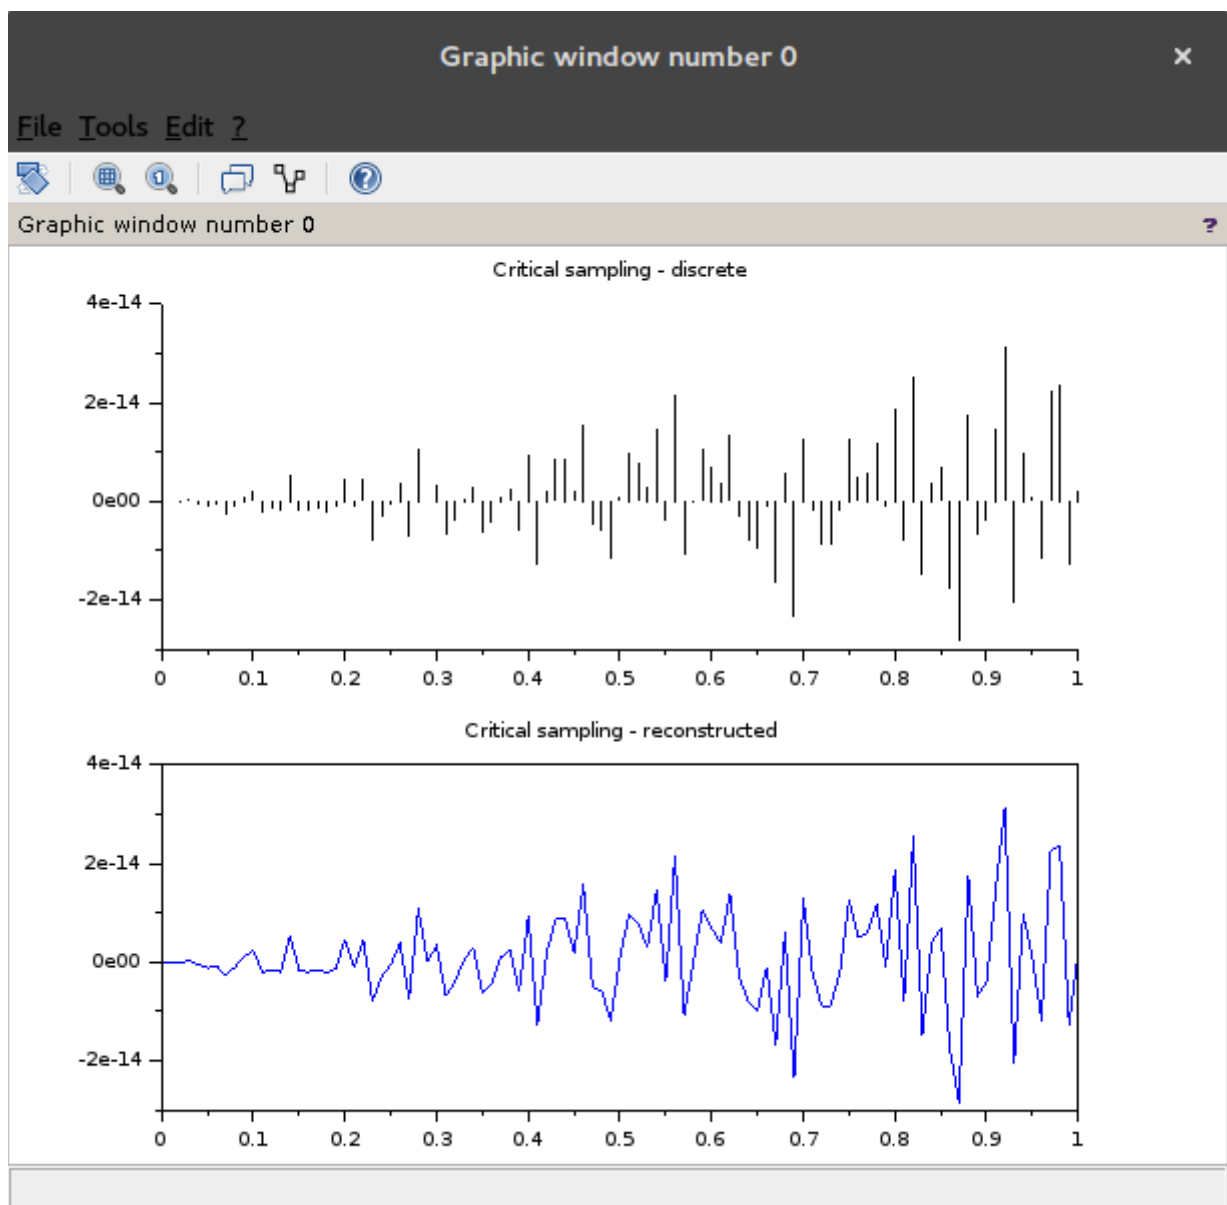 Graphic window number 0 ×
File Tools Edit ?
Graphic window number 0 ?
Critical sampling - discrete
4e-14
2e-14
0e00
-2e-14
0 0.1 0.2 0.3 0.4 0.5 0.6 0.7 0.8 0.9 1
Critical sampling - reconstructed
4e-14
2e-14
0e00
-2e-14
0 0.1 0.2 0.3 0.4 0.5 0.6 0.7 0.8 0.9 1